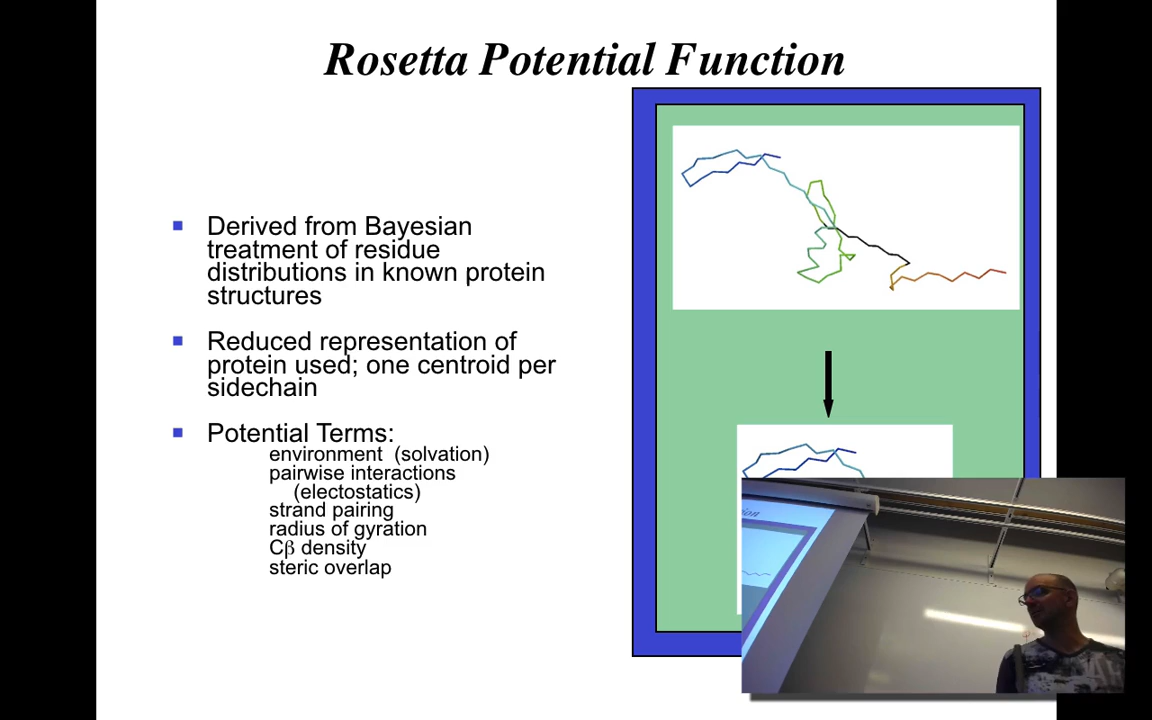 Rosetta Potential Function
Derived from Bayesian
treatment of residue
distributions in known protein
structures
Reduced representation of
protein used; one centroid per
sidechain
Potential Terms:
environment (solvation)
pairwise interactions
(electostatics)
strand pairing
radius of gyration
Cβ density
steric overlap